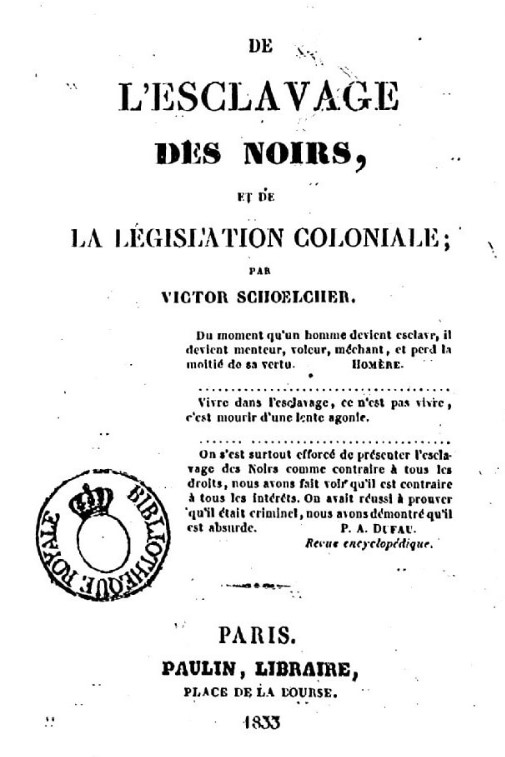 DE
L'ESCLAVAGE
DES NOIRS,
ET DE
LA LÉGISLATION COLONIALE;
PAR
VICTOR SCHOELCHER.
Du moment qu'un homme devient esclave, il
devient menteur, voleur, méchant, et perd la
moitié de sa vertu. HOMÈRE.
Vivre dans l'esclavage, ce n'est pas vivre,
c'est mourir d'une lente agonie.
On s'est surtout efforcé de présenter l'escla-
vage des Noirs comme contraire à tous les
droits, nous avons fait voir qu'il est contraire
à tous les intérêts. On avait réussi à prouver
qu'il était criminel, nous avons démontré qu'il
est absurde. P. A. DUFAU.
Revue encyclopédique.
BIBLIOTHEQUE ROYALE
PARIS.
PAULIN, LIBRAIRE,
PLACE DE LA BOURSE.
1833